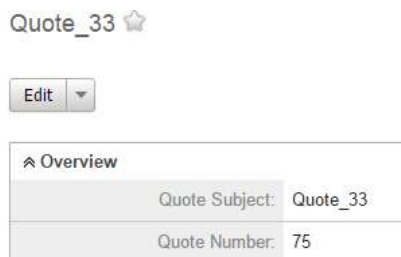 Quote_33
Edit
Overview
Quote Subject: Quote_33
Quote Number: 75